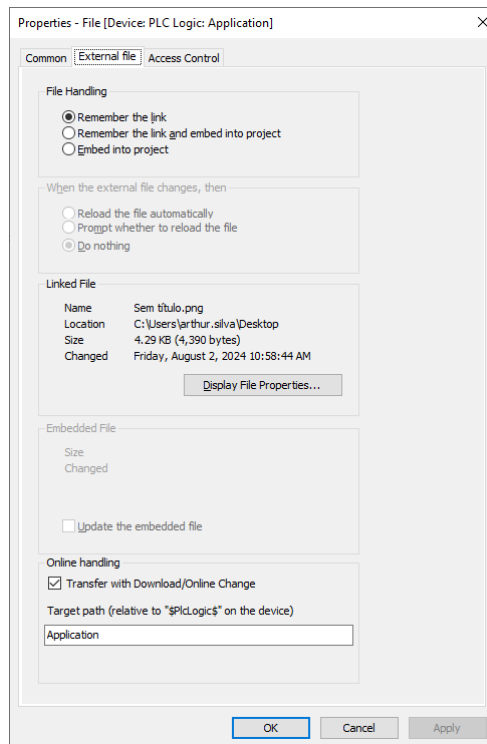 Properties - File [Device: PLC Logic: Application]
Common External file Access Control
File Handling
Remember the link
Remember the link and embed into project
Embed into project
When the external file changes, then
Reload the file automatically
Prompt whether to reload the file
Do nothing
Linked File
Name Sem título.png
Location C:\Users\arthur.silva\Desktop
Size 4.29 KB (4,390 bytes)
Changed Friday, August 2, 2024 10:58:44 AM
Display File Properties...
Embedded File
Size
Changed
Update the embedded file
Online handling
Transfer with Download/Online Change
Target path (relative to "$PlcLogic$" on the device)
Application
OK Cancel Apply